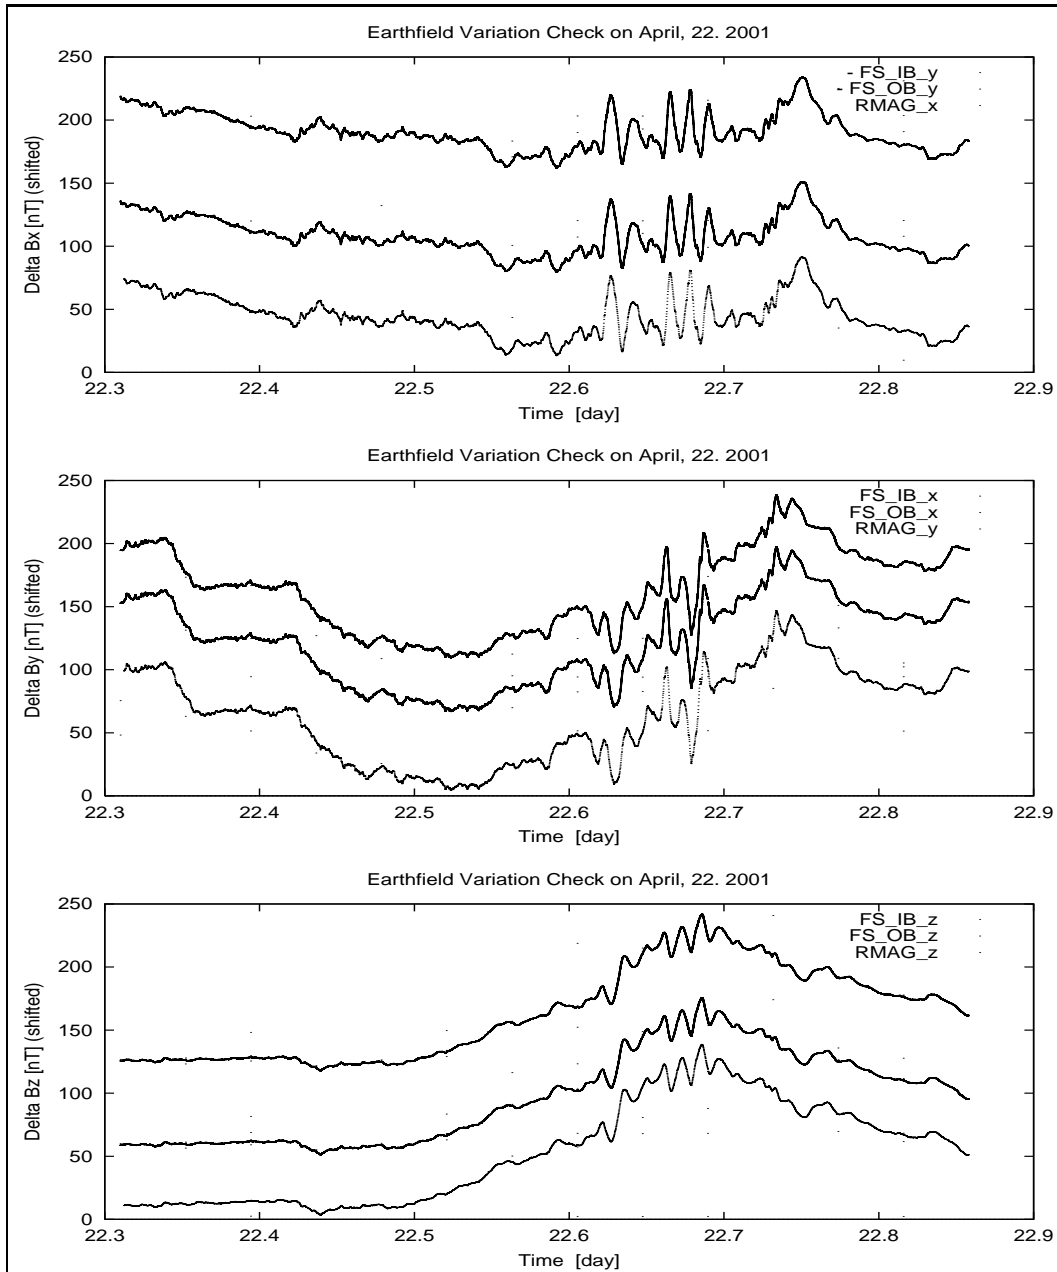 Earthfield Variation Check on April, 22. 2001
Delta Bx [nT] (shifted)
250
200
150
100
50
0
- FS_IB_y
- FS_OB_y
RMAG_x
22.3 22.4 22.5 22.6 22.7 22.8 22.9
Time [day]
Earthfield Variation Check on April, 22. 2001
Delta By [nT] (shifted)
250
200
150
100
50
0
FS_IB_x
FS_OB_x
RMAG_y
22.3 22.4 22.5 22.6 22.7 22.8 22.9
Time [day]
Earthfield Variation Check on April, 22. 2001
Delta Bz [nT] (shifted)
250
200
150
100
50
0
FS_IB_z
FS_OB_z
RMAG_z
22.3 22.4 22.5 22.6 22.7 22.8 22.9
Time [day]